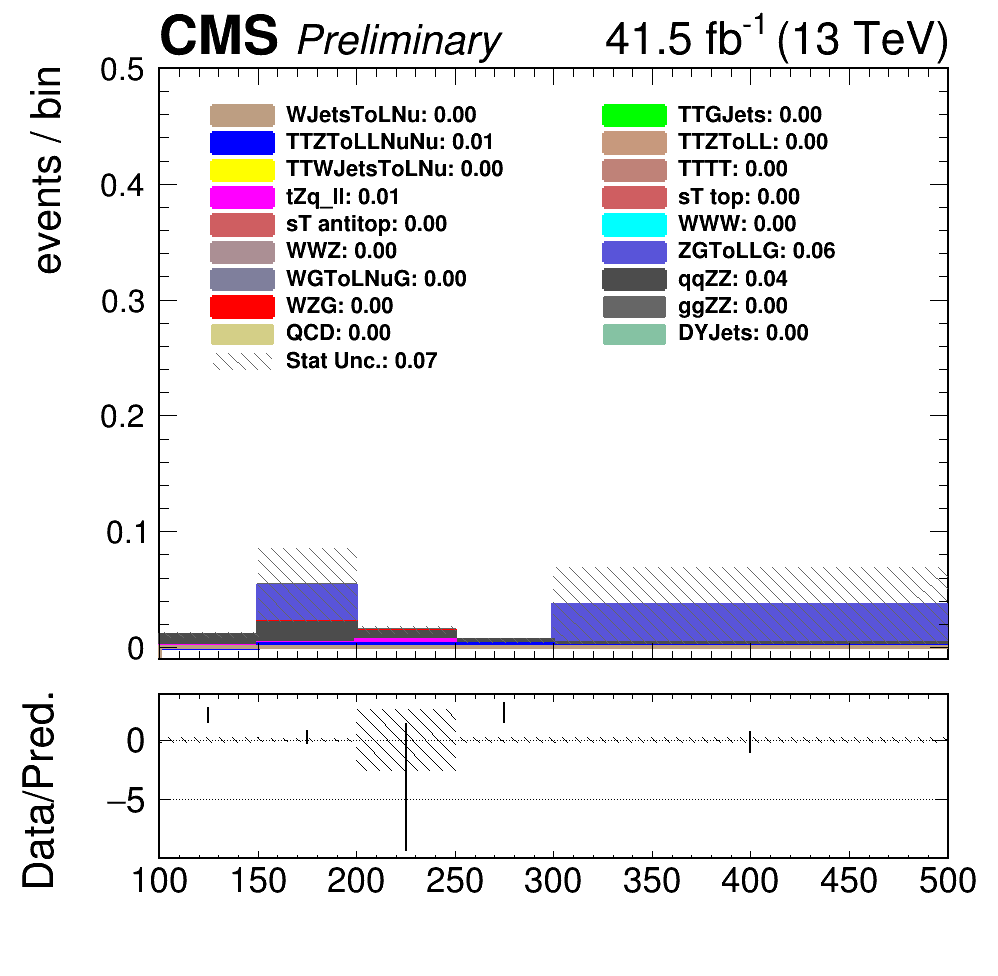 CMS Preliminary 41.5 fb-1 (13 TeV)
events / bin
0.5
0.4
0.3
0.2
0.1
0
WJetsToLNu: 0.00
TTZToLLNuNu: 0.01
TTWJetsToLNu: 0.00
tZq_ll: 0.01
sT antitop: 0.00
WWZ: 0.00
WGToLNuG: 0.00
WZG: 0.00
QCD: 0.00
Stat Unc.: 0.07
TTGJets: 0.00
TTZToLL: 0.00
TTTT: 0.00
sT top: 0.00
WWW: 0.00
ZGToLLG: 0.06
qqZZ: 0.04
ggZZ: 0.00
DYJets: 0.00
Data/Pred.
0
−5
100 150 200 250 300 350 400 450 500